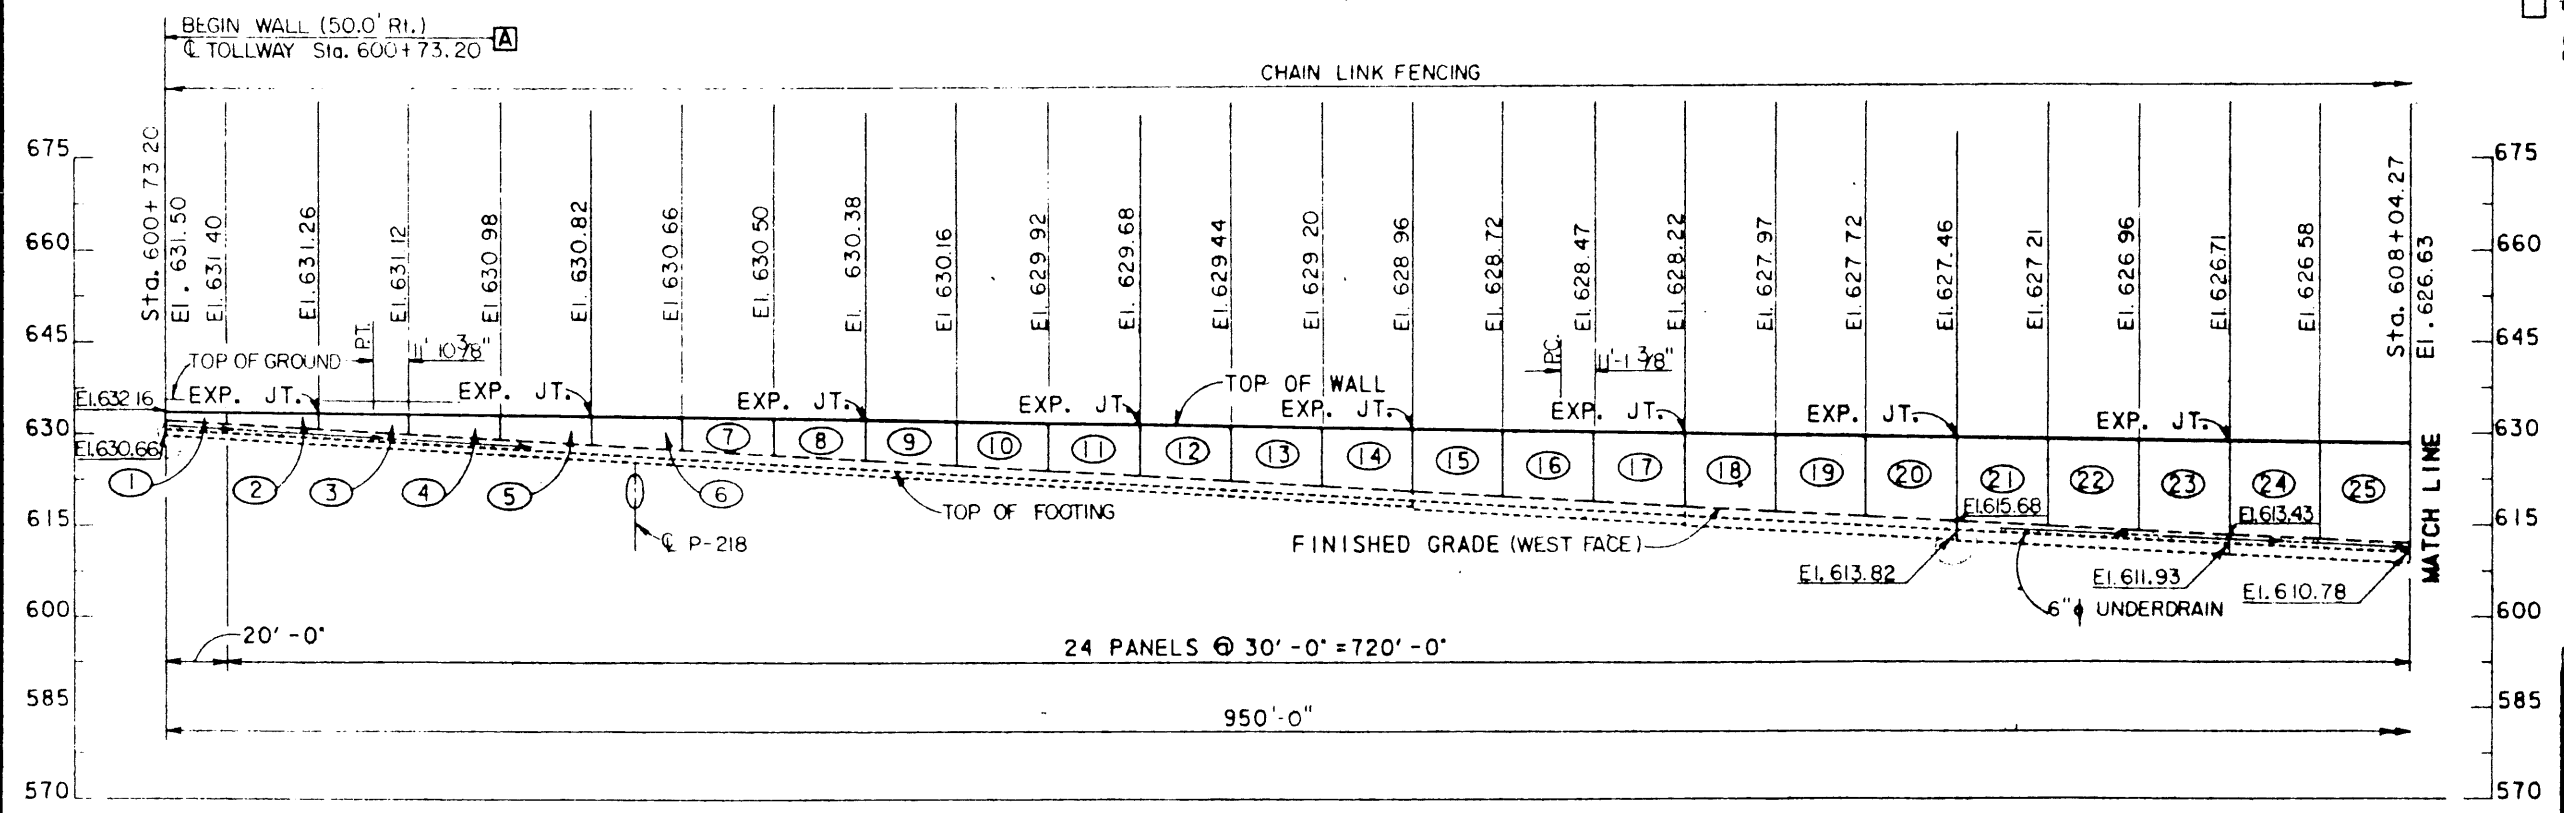 BEGIN WALL (50.0' Rt.)
℄ TOLLWAY Sta. 600+73.20 A
CHAIN LINK FENCING
675
660
645
630
615
600
585
570
Sta. 600+73 20
El. 631.50
El. 631 40
El. 631.26
El. 631 12
El. 630 98
El. 630.82
El. 630 66
El. 630 50
El. 630.38
El. 630.16
El. 629 92
El. 629.68
El. 629 44
El. 629 20
El. 628 96
El. 628.72
El. 628.47
El. 628.22
El. 627.97
El. 627 72
El. 627.46
El. 627 21
El. 626 96
El. 626.71
El. 626 58
Sta. 608+04.27
El. 626.63
675
660
645
630
615
600
585
570
P.T.
11' 10 3/8"
P.C.
11'-1 3/8"
TOP OF GROUND
El. 632 16
El. 630.66
EXP. JT.
EXP. JT.
EXP. JT.
EXP. JT.
TOP OF WALL
EXP. JT.
EXP. JT.
EXP. JT.
EXP. JT.
1 2 3 4 5 6 7 8 9 10 11 12 13 14 15 16 17 18 19 20 21 22 23 24 25
TOP OF FOOTING
℄ P-218
FINISHED GRADE (WEST FACE)
El. 615.68
El. 613.43
El. 613.82
El. 611.93
El. 610.78
6"ϕ UNDERDRAIN
MATCH LINE
20'-0"
24 PANELS @ 30'-0" = 720'-0"
950'-0"